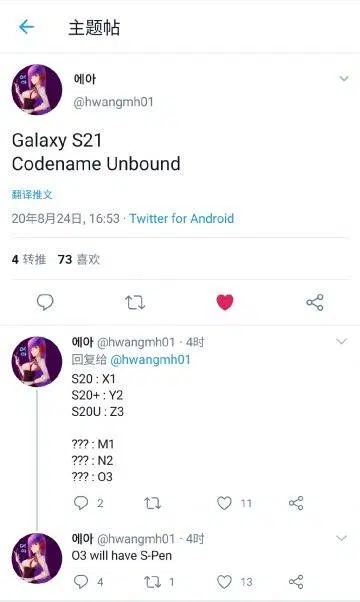 主题帖
에아
@hwangmh01
Galaxy S21
Codename Unbound
翻译推文
20年8月24日, 16:53 · Twitter for Android
4 转推 73 喜欢
에아 @hwangmh01 · 4时
回复给 @hwangmh01
S20 : X1
S20+ : Y2
S20U : Z3
??? : M1
??? : N2
??? : O3
2 11
에아 @hwangmh01 · 4时
O3 will have S-Pen
4 1 13